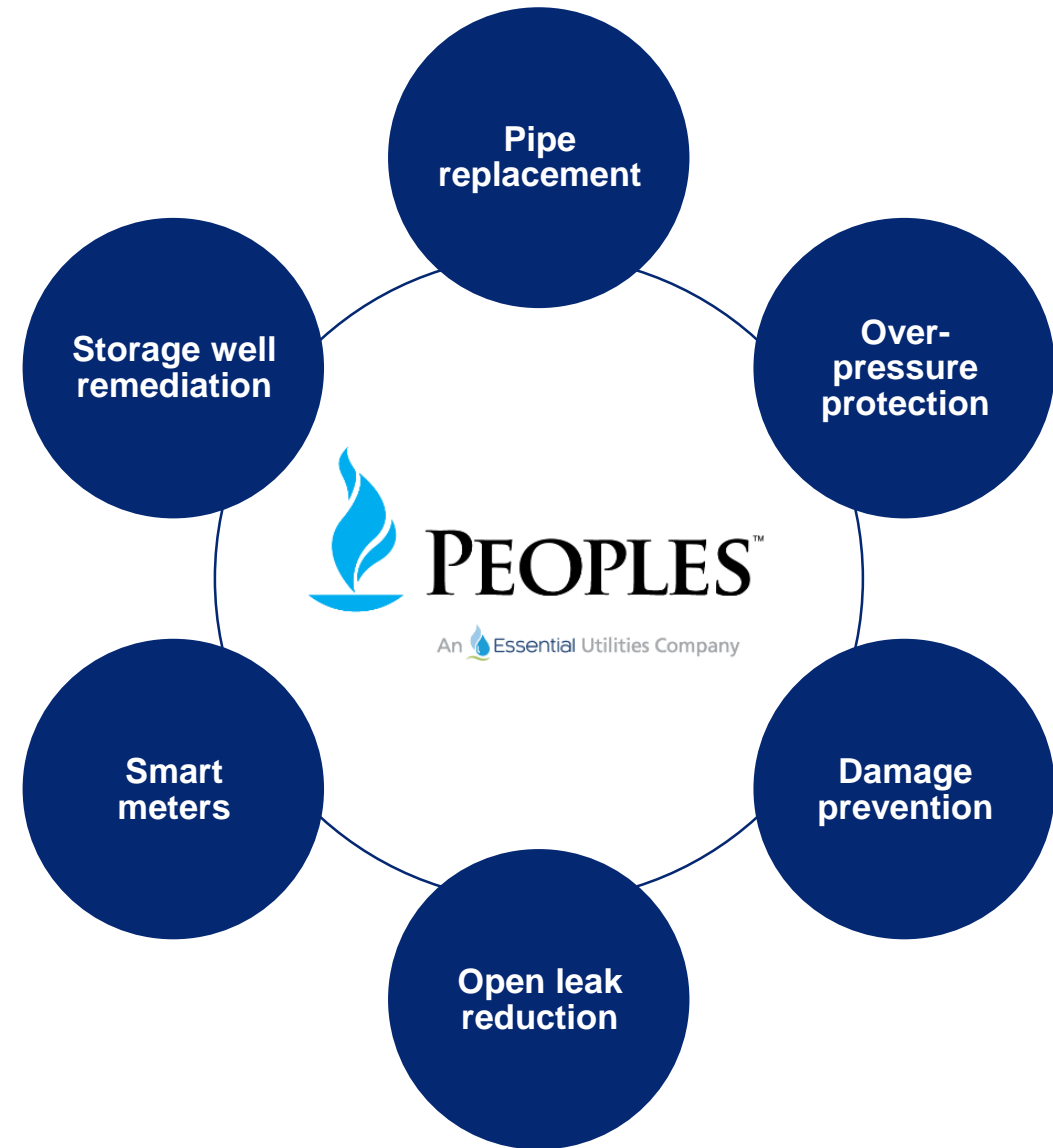 Pipe
replacement
Over-
pressure
protection
Damage
prevention
Open leak
reduction
Smart
meters
Storage well
remediation
PEOPLES™
An Essential Utilities Company